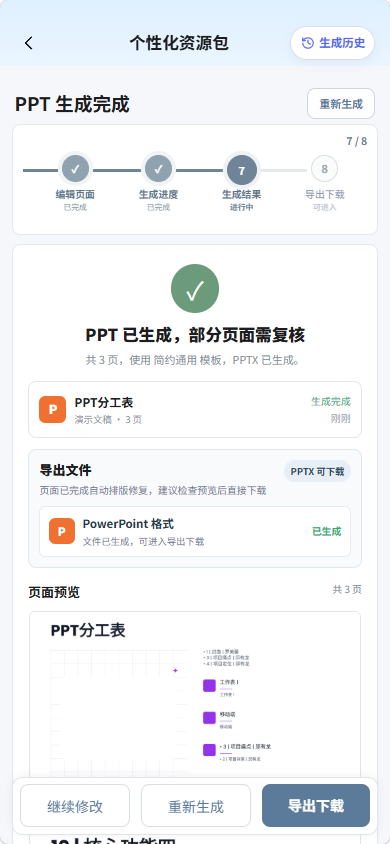 个性化资源包
生成历史
PPT 生成完成
重新生成
7 / 8
✓ ✓ 7 8
编辑页面 生成进度 生成结果 导出下载
已完成 已完成 进行中 可进入
✓
PPT 已生成，部分页面需复核
共 3 页，使用 简约通用 模板，PPTX 已生成。
P
PPT分工表
演示文稿 · 3 页
生成完成
刚刚
导出文件
PPTX 可下载
页面已完成自动排版修复，建议检查预览后直接下载
P
PowerPoint 格式
文件已生成，可进入导出下载
已生成
页面预览
共 3 页
PPT分工表
工作表 I
工作表 I
移动端
移动端
继续修改
重新生成
导出下载